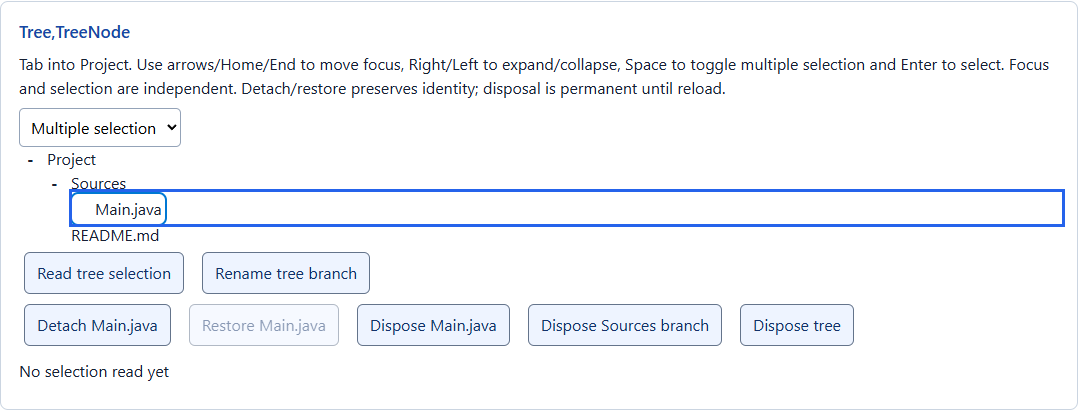 Tree,TreeNode
Tab into Project. Use arrows/Home/End to move focus, Right/Left to expand/collapse, Space to toggle multiple selection and Enter to select. Focus
and selection are independent. Detach/restore preserves identity; disposal is permanent until reload.
Multiple selection
- Project
- Sources
Main.java
README.md
Read tree selection Rename tree branch
Detach Main.java Restore Main.java Dispose Main.java Dispose Sources branch Dispose tree
No selection read yet